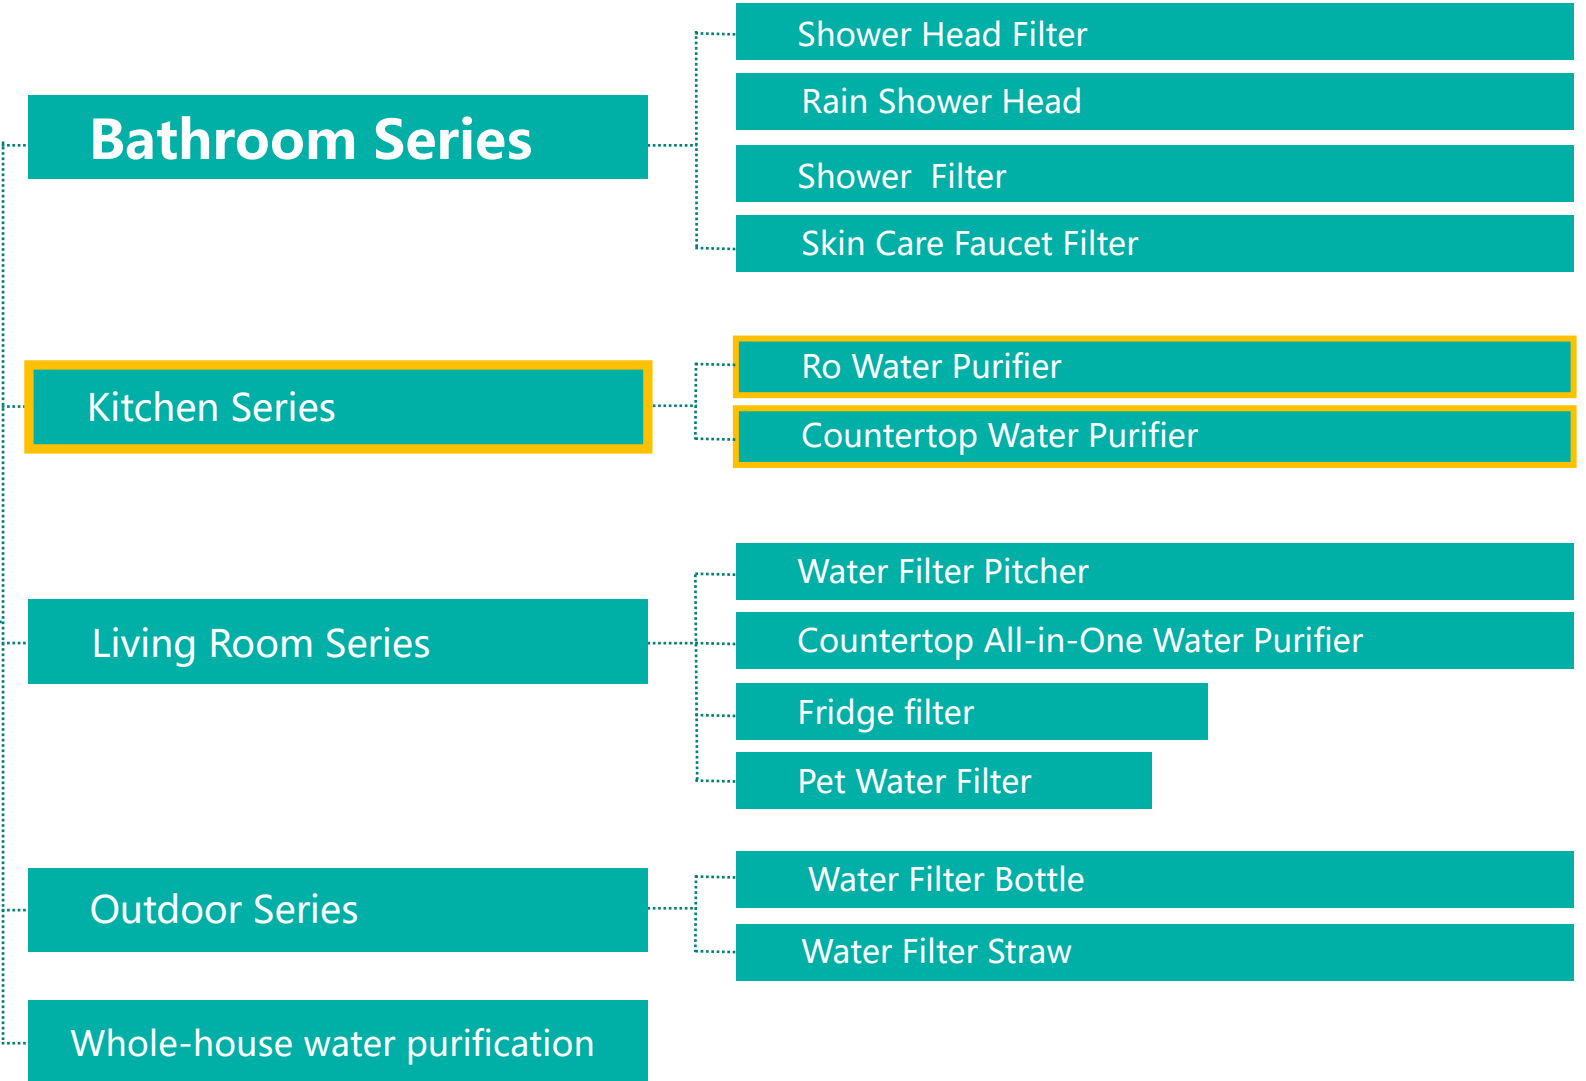 Bathroom Series
Shower Head Filter
Rain Shower Head
Shower  Filter
Skin Care Faucet Filter
Kitchen Series
Ro Water Purifier
Countertop Water Purifier
Living Room Series
Water Filter Pitcher
Countertop All-in-One Water Purifier
Fridge filter
Pet Water Filter
Outdoor Series
Water Filter Bottle
Water Filter Straw
Whole-house water purification